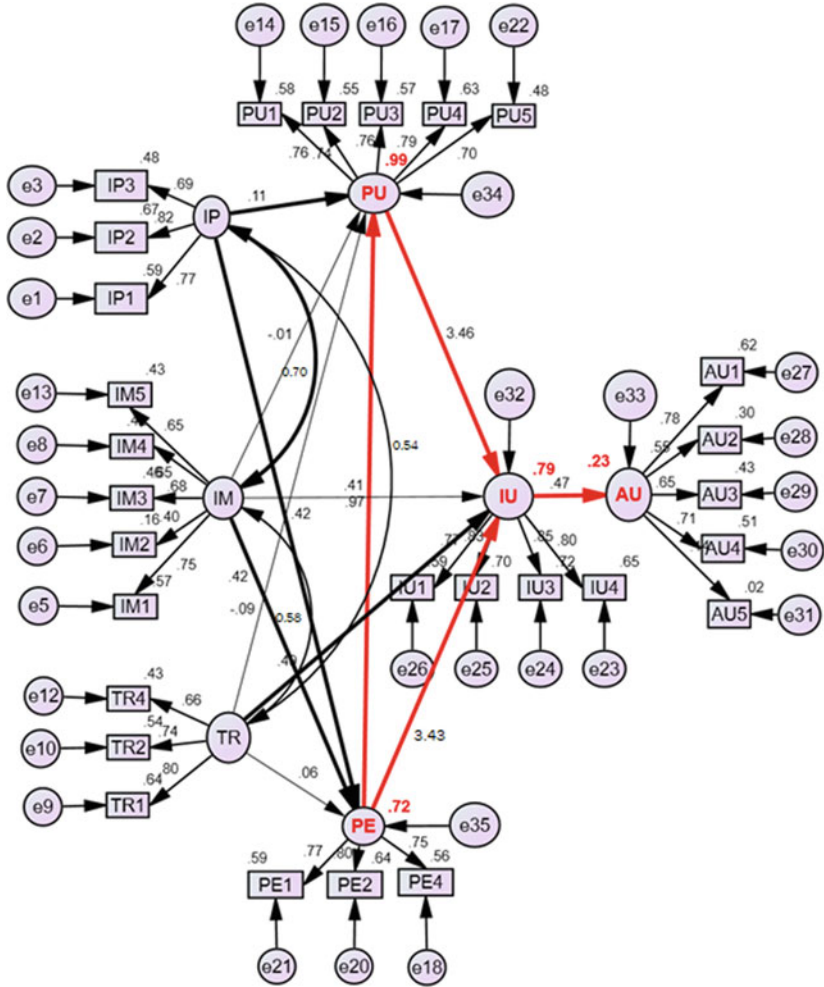 e14 e15 e16 e17 e22
.58 .55 .57 .63 .48
PU1 PU2 PU3 PU4 PU5
.76 .74 .76 .79 .70
.99
PU
e34
.48
e3 IP3 .69
.67 .82
e2 IP2
.59 .77
e1 IP1
IP
.11
-.01
0.70
3.46
0.54
.43
e13 IM5 .65
e8 IM4
e7 IM3 .68
.16 .40
e6 IM2
.75
.57
e5 IM1
IM
.41
.97
.42
.42
-.09
0.58
e32
.79
IU
.47
e33
.23
AU
.62
AU1 e27
.78
.30
AU2 e28
.55
.43
.65 AU3 e29
.71 .51
AU4 e30
.02
AU5 e31
.77 .83 .85 .80
.59 .70 .72 .65
IU1 IU2 IU3 IU4
e26 e25 e24 e23
.43
e12 TR4 .66
.54 .74
e10 TR2
.64 .80
e9 TR1
TR
.06
3.43
.72
PE
e35
.59 .77 .80 .64 .75 .56
PE1 PE2 PE4
e21 e20 e18